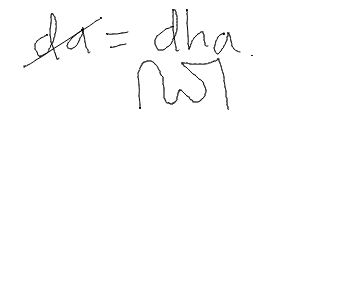 da = dha.